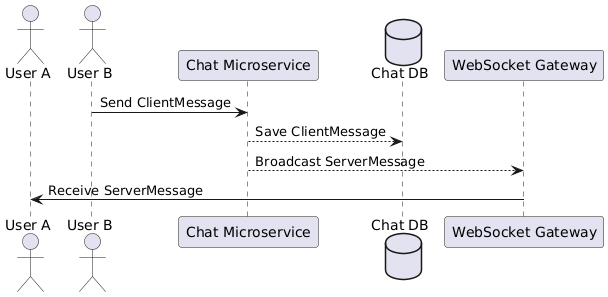 User A
User B
Chat Microservice
Chat DB
WebSocket Gateway
Send ClientMessage
Save ClientMessage
Broadcast ServerMessage
Receive ServerMessage
User A
User B
Chat Microservice
Chat DB
WebSocket Gateway